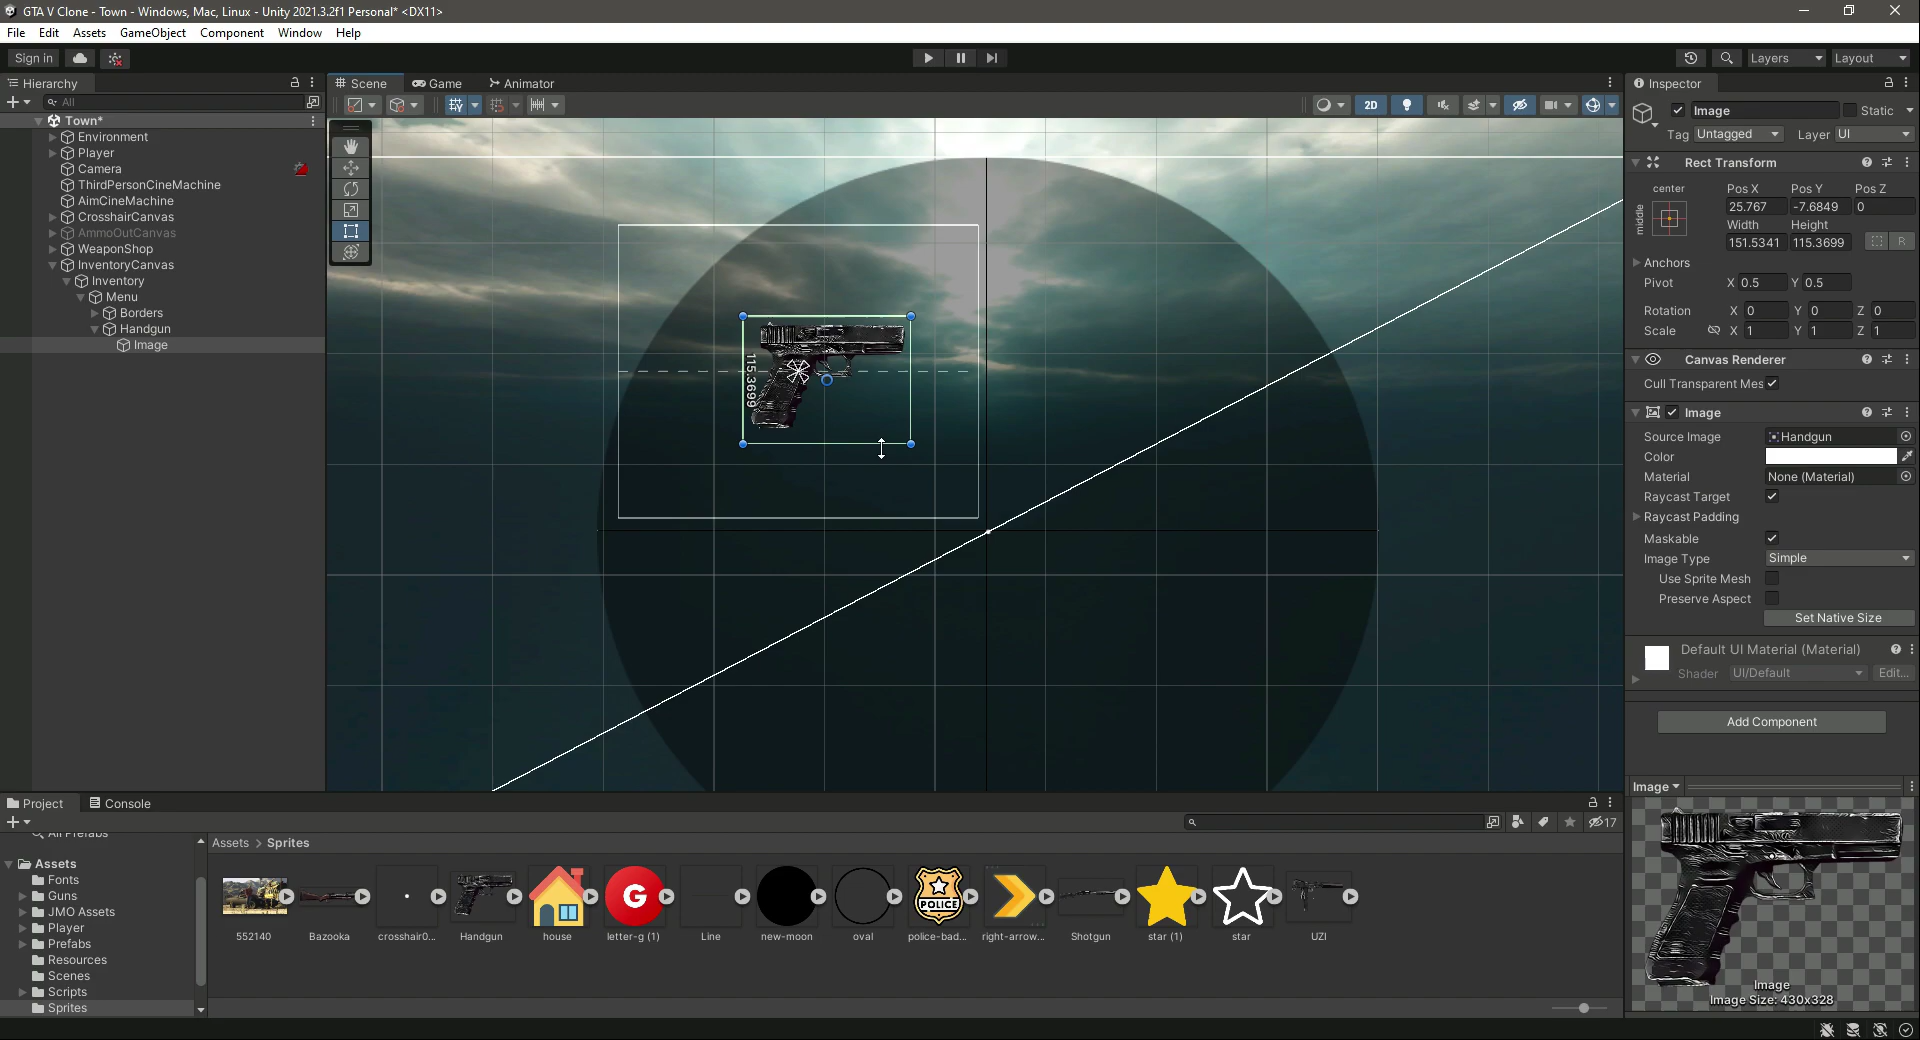 GTA V Clone - Town - Windows, Mac, Linux - Unity 2021.3.2f1 Personal* <DX11>
File Edit Assets GameObject Component Window Help
Sign in
Layers
Layout
Hierarchy
All
Town*
Environment
Player
Camera
ThirdPersonCineMachine
AimCineMachine
CrosshairCanvas
AmmoOutCanvas
WeaponShop
InventoryCanvas
Inventory
Menu
Borders
Handgun
Image
Scene
Game
Animator
2D
115.3699
Inspector
Image
Static
Tag Untagged
Layer UI
Rect Transform
center
middle
Pos X Pos Y Pos Z
25.767 -7.6849 0
Width Height
151.5341 115.3699
R
Anchors
Pivot X 0.5 Y 0.5
Rotation X 0 Y 0 Z 0
Scale X 1 Y 1 Z 1
Canvas Renderer
Cull Transparent Mes
Image
Source Image Handgun
Color
Material None (Material)
Raycast Target
Raycast Padding
Maskable
Image Type Simple
Use Sprite Mesh
Preserve Aspect
Set Native Size
Default UI Material (Material)
Shader UI/Default Edit...
Add Component
Image
Image
Image Size: 430x328
Project
Console
17
All Prefabs
Assets
Fonts
Guns
JMO Assets
Player
Prefabs
Resources
Scenes
Scripts
Sprites
Assets > Sprites
G
POLICE
552140
Bazooka
crosshair0...
Handgun
house
letter-g (1)
Line
new-moon
oval
police-bad...
right-arrow...
Shotgun
star (1)
star
UZI